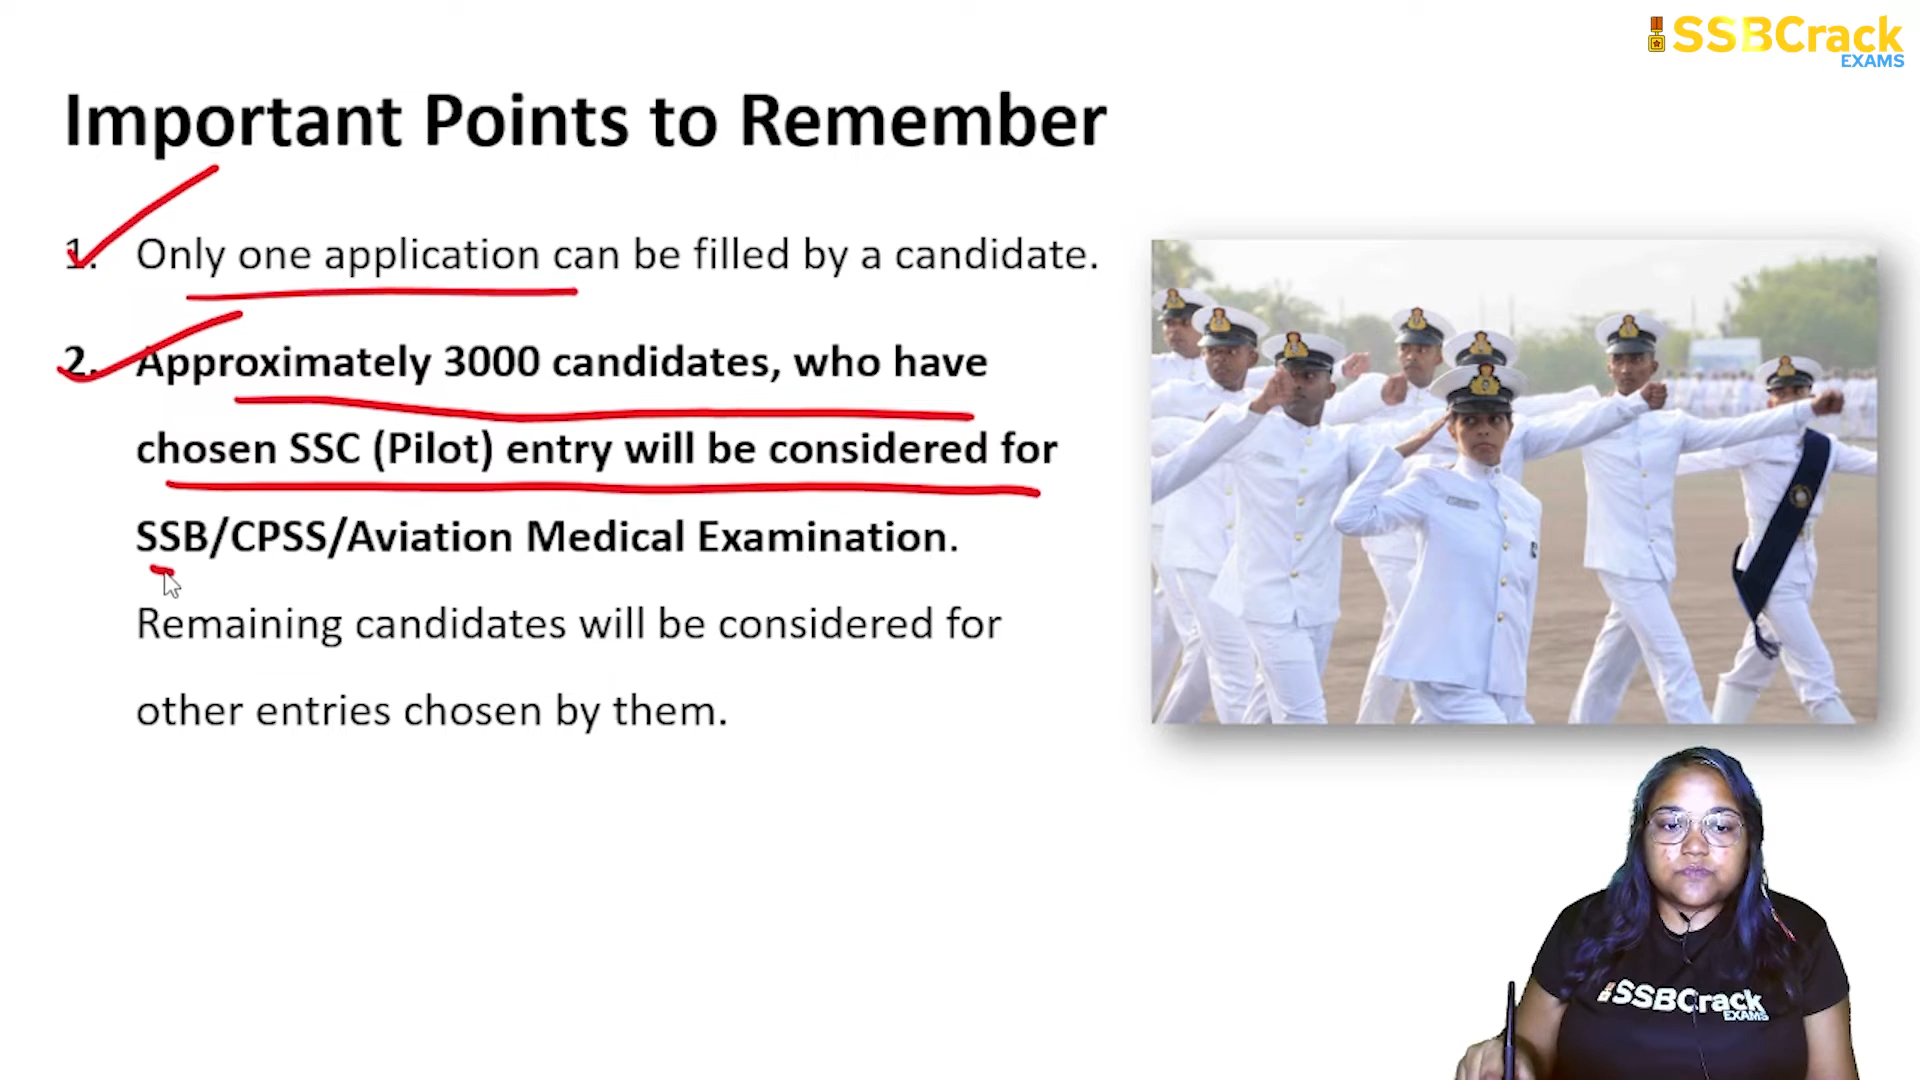 SSBCrack
EXAMS
Important Points to Remember
1. Only one application can be filled by a candidate.
2. Approximately 3000 candidates, who have
chosen SSC (Pilot) entry will be considered for
SSB/CPSS/Aviation Medical Examination.
Remaining candidates will be considered for
other entries chosen by them.
SSBCrack
EXAMS